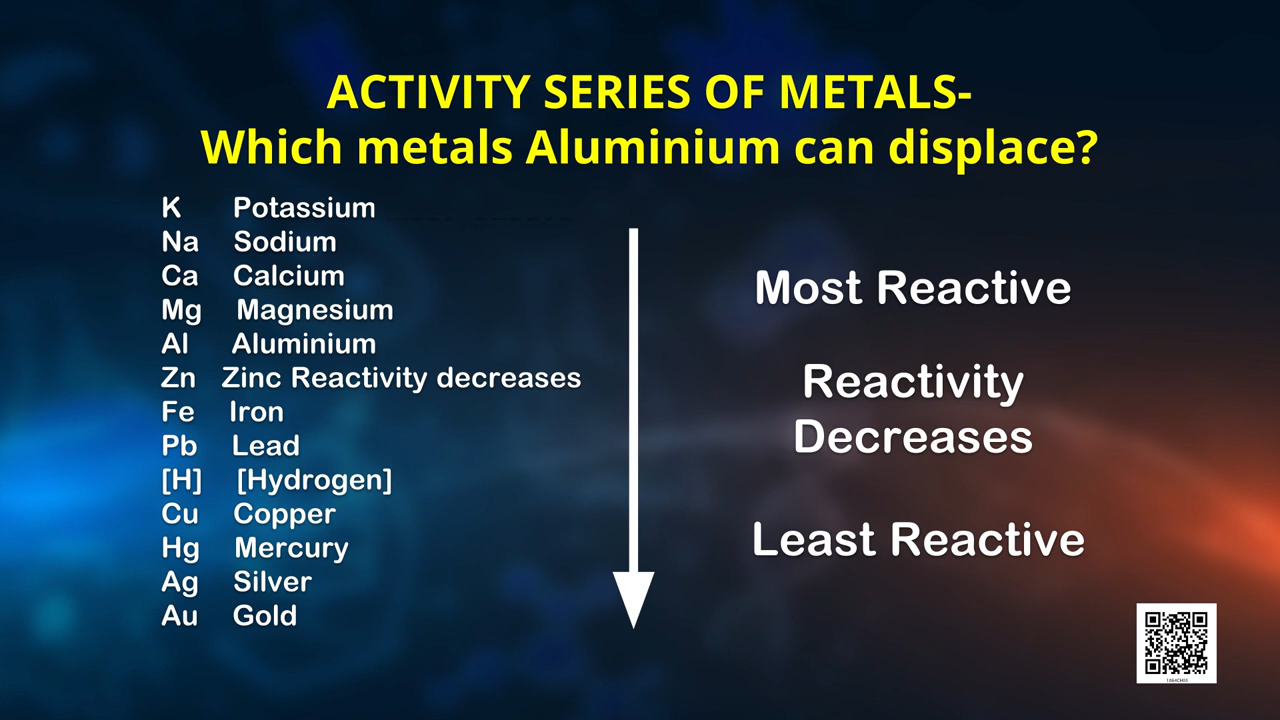 ACTIVITY SERIES OF METALS-
Which metals Aluminium can displace?
K Potassium
Na Sodium
Ca Calcium
Mg Magnesium
Al Aluminium
Zn Zinc Reactivity decreases
Fe Iron
Pb Lead
[H] [Hydrogen]
Cu Copper
Hg Mercury
Ag Silver
Au Gold
Most Reactive
Reactivity
Decreases
Least Reactive